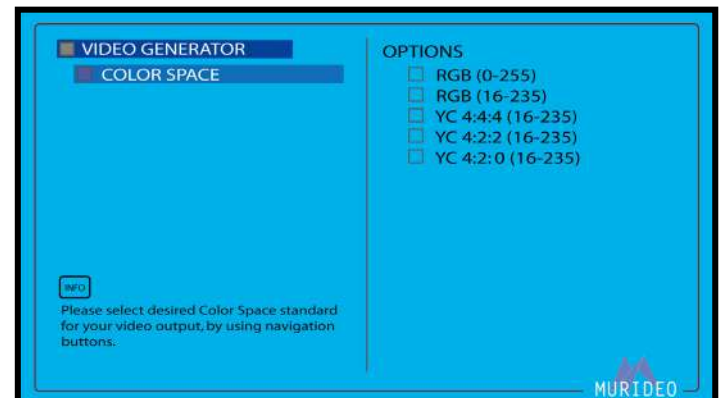 VIDEO GENERATOR
COLOR SPACE
OPTIONS
RGB (0-255)
RGB (16-235)
YC 4:4:4 (16-235)
YC 4:2:2 (16-235)
YC 4:2:0 (16-235)
INFO
Please select desired Color Space standard
for your video output, by using navigation
buttons.
MURIDEO